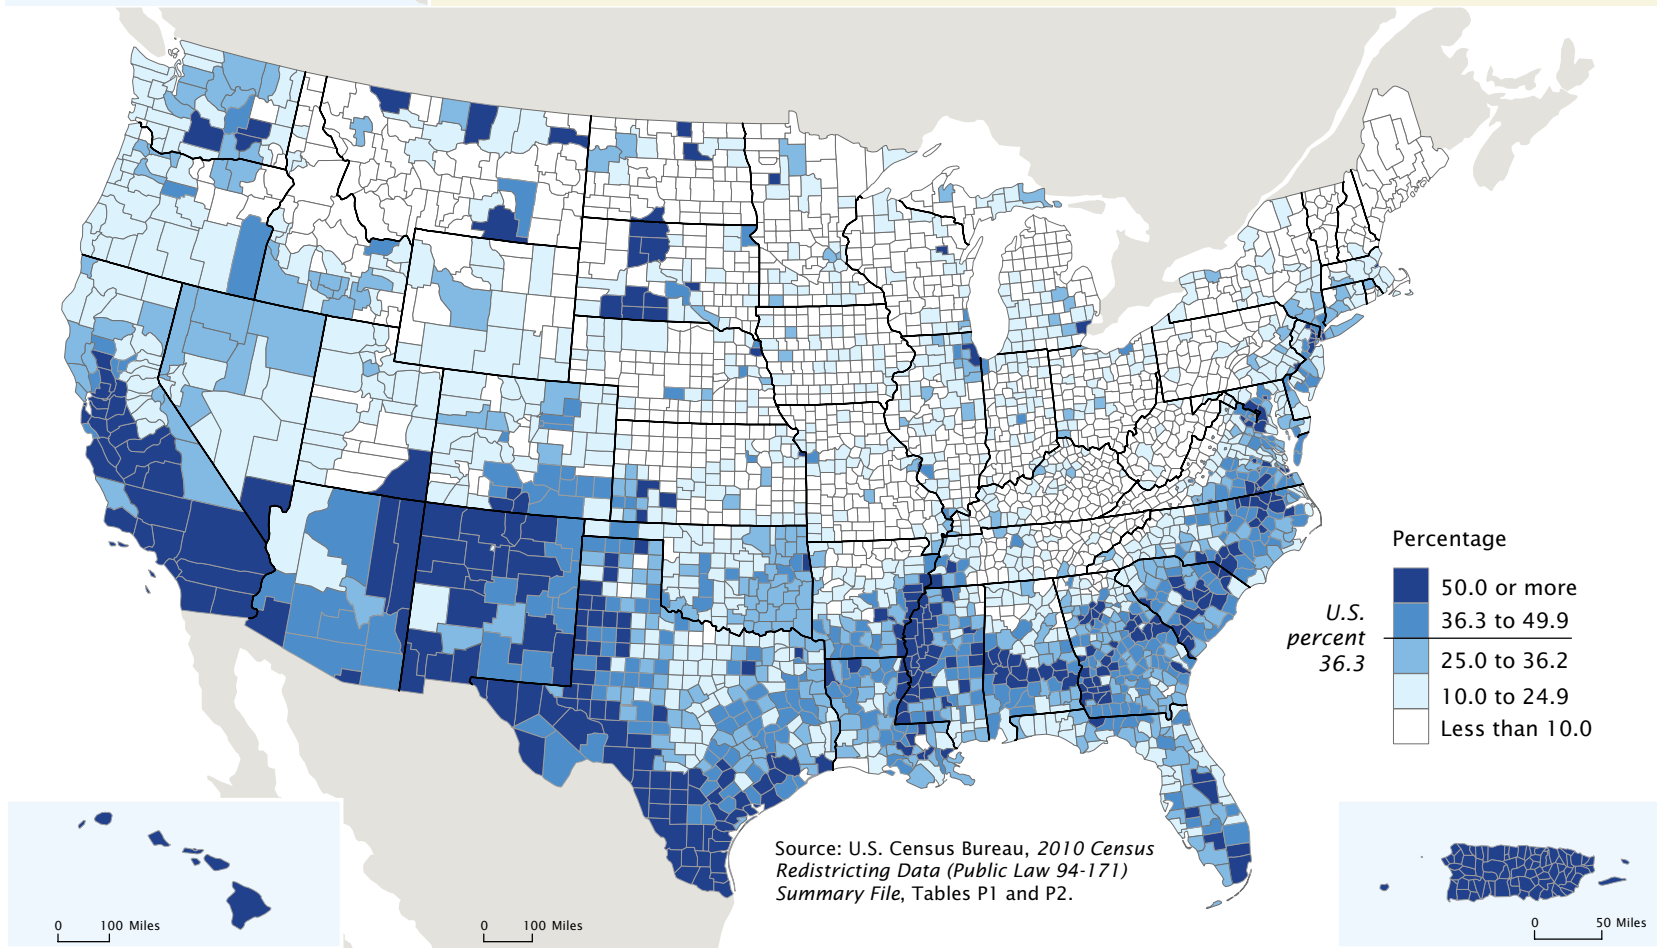 Percentage
50.0 or more
36.3 to 49.9
25.0 to 36.2
10.0 to 24.9
Less than 10.0
U.S.
percent
36.3
Source: U.S. Census Bureau, 2010 Census
Redistricting Data (Public Law 94-171)
Summary File, Tables P1 and P2.
0 100 Miles
0 100 Miles
0 50 Miles